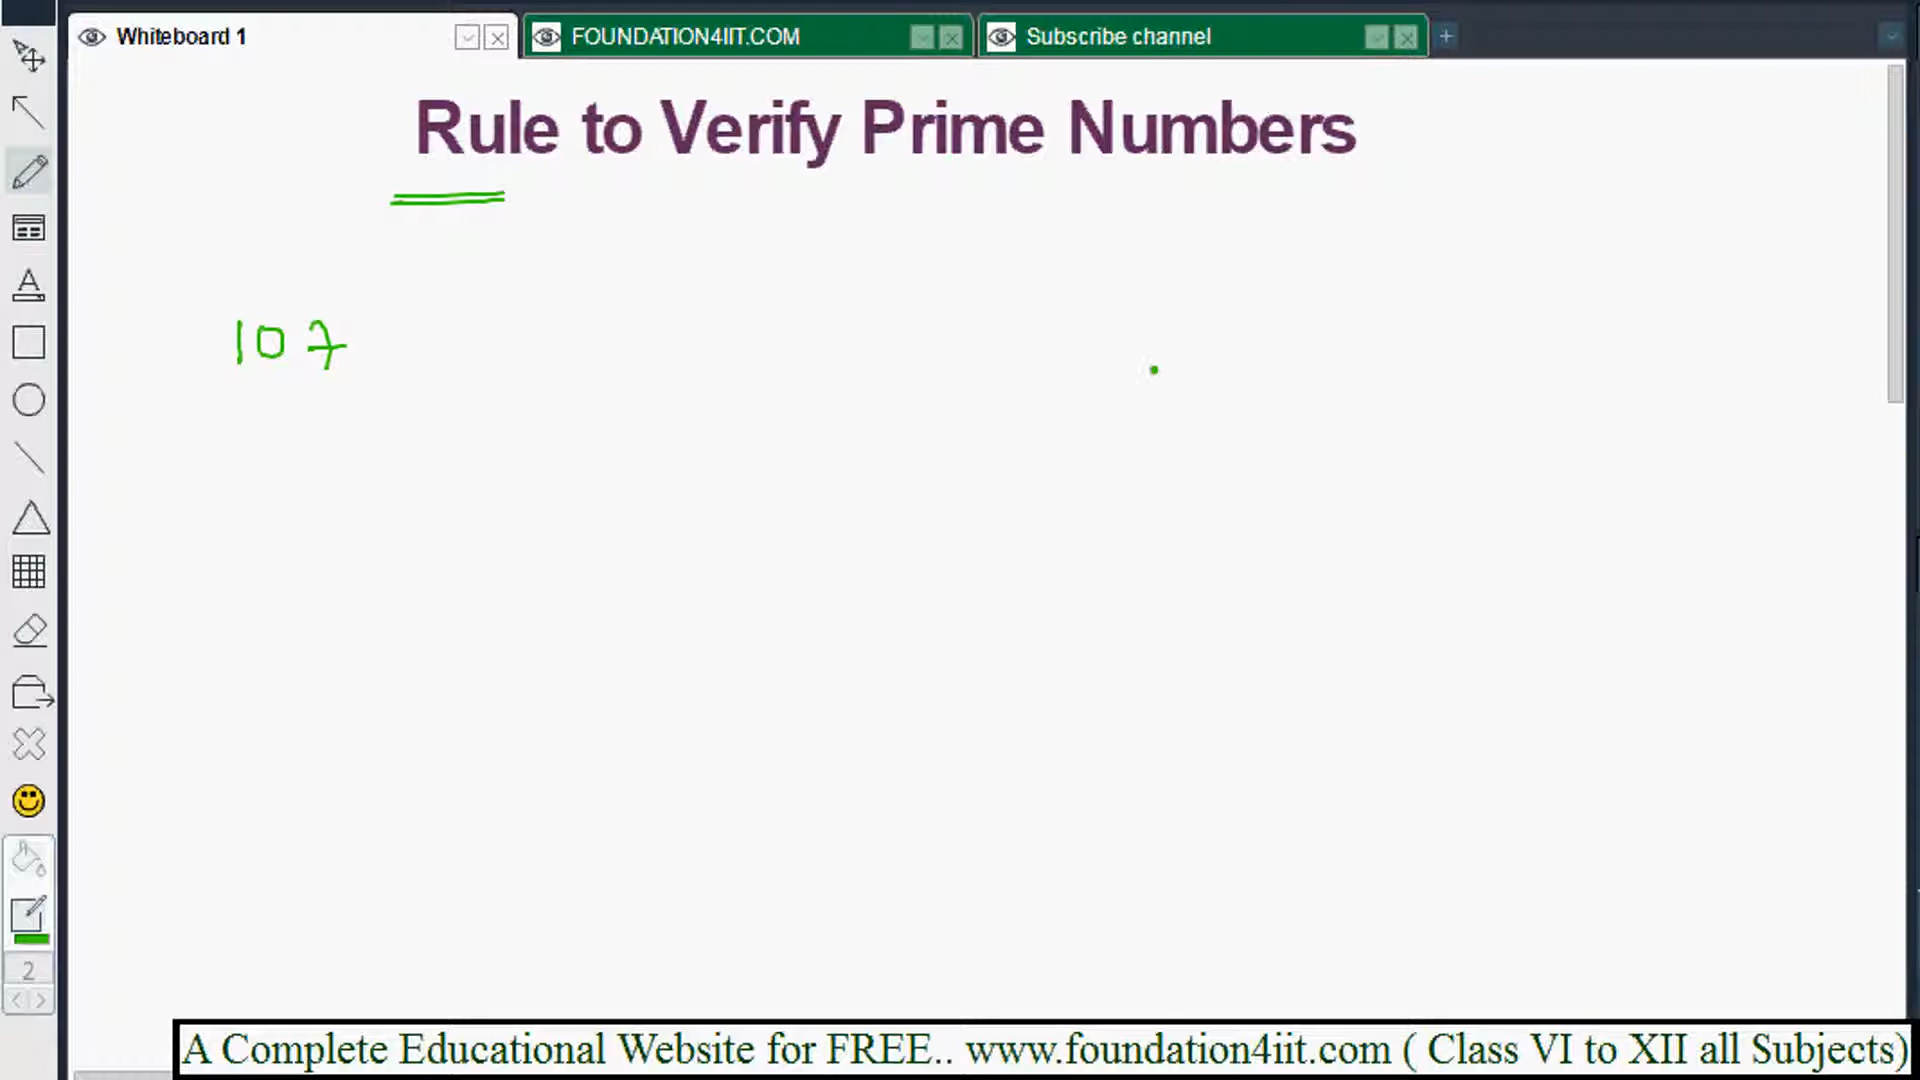 Whiteboard 1
FOUNDATION4IIT.COM
Subscribe channel
Rule to Verify Prime Numbers
107
2
A Complete Educational Website for FREE.. www.foundation4iit.com ( Class VI to XII all Subjects)